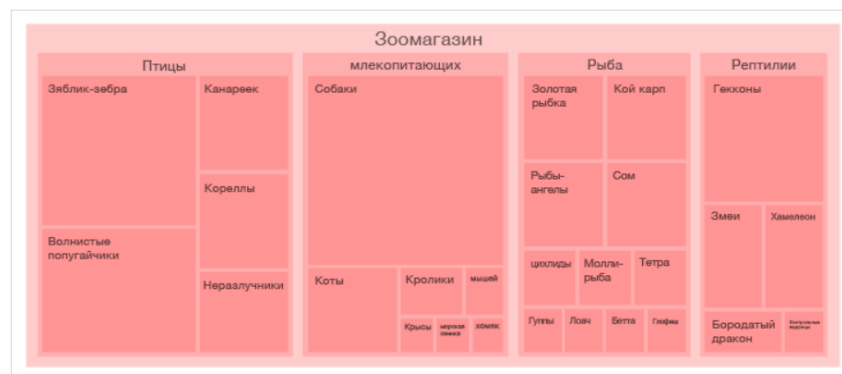 Зоомагазин
Птицы
Зяблик-зебра
Канареек
Кореллы
Волнистые
попугайчики
Неразлучники
млекопитающих
Собаки
Коты
Кролики
мышей
Крысы
морская
свинка
хомяк
Рыба
Золотая
рыбка
Кой карп
Рыбы-
ангелы
Сом
цихлиды
Молли-
рыба
Тетра
Гуппы
Лоач
Бетта
Рептилии
Гекконы
Змеи
Хамелеон
Бородатый
дракон